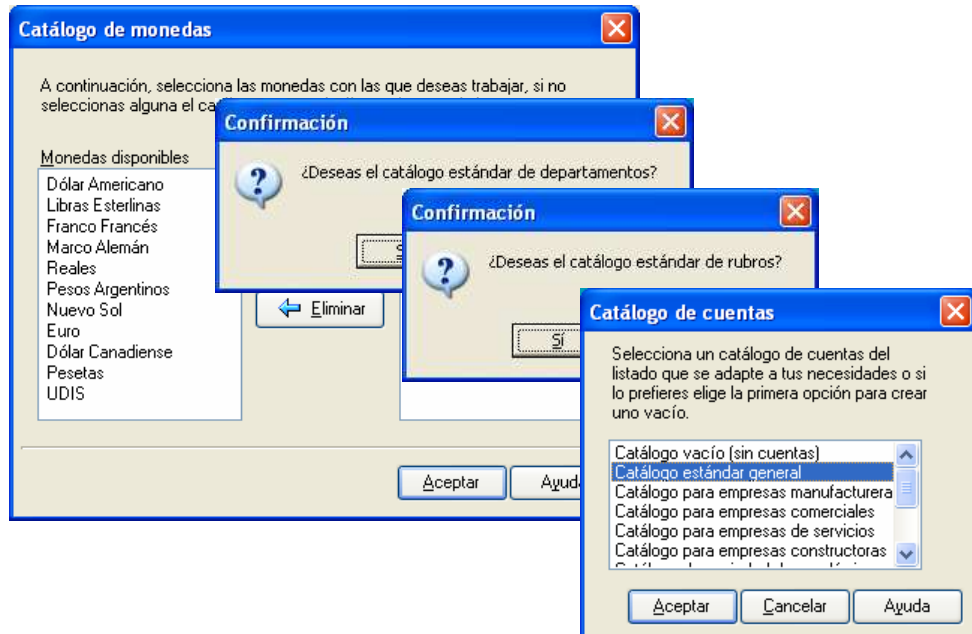 Catálogo de monedas
A continuación, selecciona las monedas con las que deseas trabajar, si no
seleccionas alguna el
Monedas disponibles
Dólar Americano
Libras Esterlinas
Franco Francés
Marco Alemán
Reales
Pesos Argentinos
Nuevo Sol
Euro
Dólar Canadiense
Pesetas
UDIS
Eliminar
Aceptar
Confirmación
¿Deseas el catálogo estándar de departamentos?
Confirmación
¿Deseas el catálogo estándar de rubros?
Sí
Catálogo de cuentas
Selecciona un catálogo de cuentas del
listado que se adapte a tus necesidades o si
lo prefieres elige la primera opción para crear
uno vacío.
Catálogo vacío (sin cuentas)
Catálogo estándar general
Catálogo para empresas manufacturera
Catálogo para empresas comerciales
Catálogo para empresas de servicios
Catálogo para empresas constructoras
Aceptar
Cancelar
Ayuda